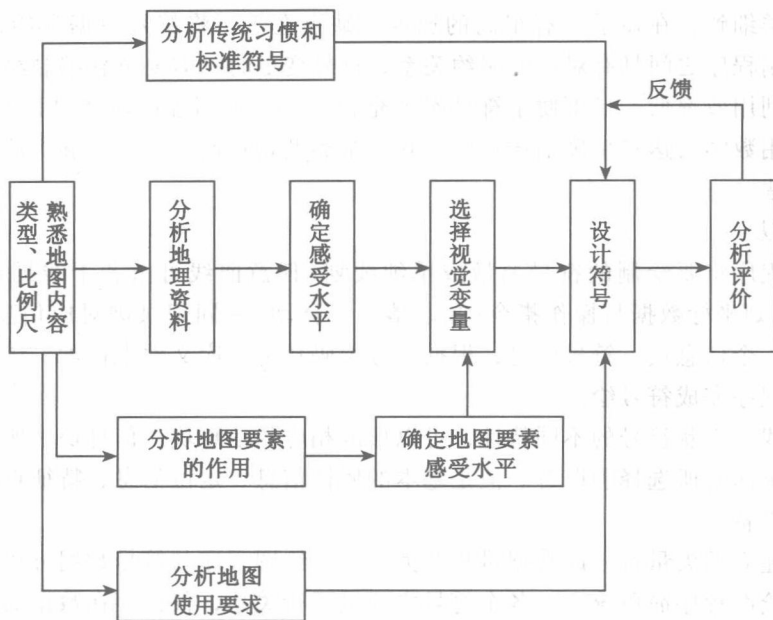 分析传统习惯和
标准符号
反馈
熟悉地图内容
类型、比例尺
分析地理资料
确定感受水平
选择视觉变量
设计符号
分析评价
分析地图要素
的作用
确定地图要素
感受水平
分析地图
使用要求